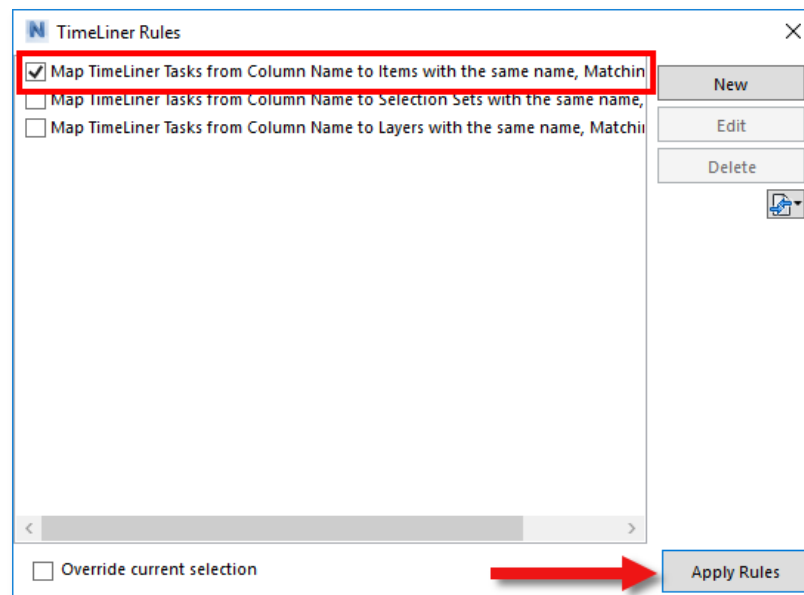 TimeLiner Rules
Map TimeLiner Tasks from Column Name to Items with the same name, Matchin
Map TimeLiner Tasks from Column Name to Selection Sets with the same name,
Map TimeLiner Tasks from Column Name to Layers with the same name, Matchi
New
Edit
Delete
Override current selection
Apply Rules